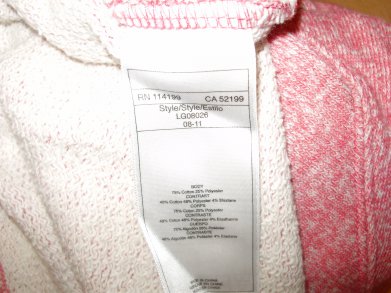 RN 114199 CA 52199
Style/Style/Estilo
LG08026
08-11
BODY
75% Cotton 25% Polyester
CONTRAST
48% Cotton 48% Polyester 4% Elastane
CORPS
75% Coton 25% Polyester
CONTRASTE
48% Coton 48% Polyester 4% Elasthanne
CUERPO
75% Algodón 25% Poliéster
CONTRASTE
48% Algodón 48% Poliéster 4% Elastano